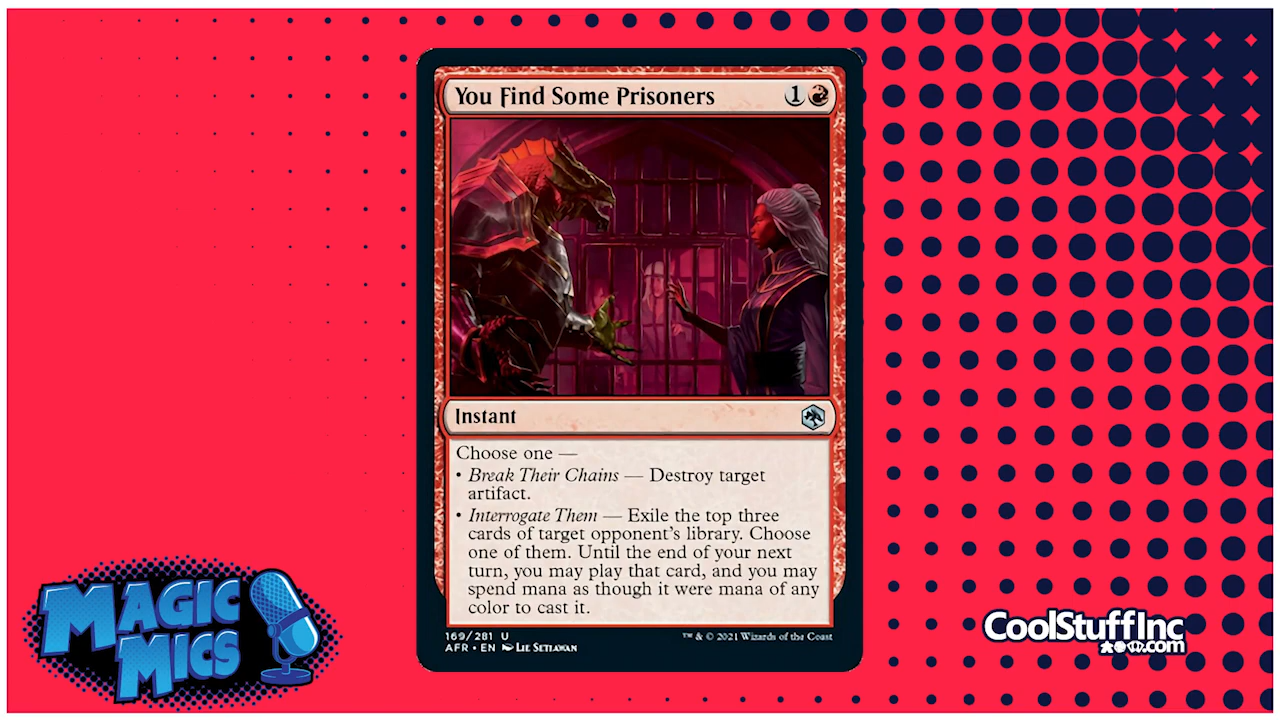 You Find Some Prisoners 1
Instant
Choose one —
• Break Their Chains — Destroy target
artifact.
• Interrogate Them — Exile the top three
cards of target opponent's library. Choose
one of them. Until the end of your next
turn, you may play that card, and you may
spend mana as though it were mana of any
color to cast it.
169/281 U
AFR • EN Lie Setiawan
™ & © 2021 Wizards of the Coast
MAGIC
MICS
CoolStuffInc
.com